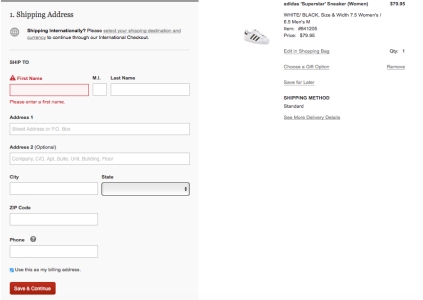 1. Shipping Address
Shipping Internationally? Please select your shipping destination and
currency to continue through our International Checkout.
SHIP TO
First Name
M.I.
Last Name
Please enter a first name.
Address 1
Street Address or P.O. Box
Address 2 (Optional)
Company, C/O, Apt, Suite, Unit, Building, Floor
City
State
ZIP Code
Phone
Use this as my billing address.
Save & Continue
adidas 'Superstar' Sneaker (Women) $79.95
WHITE/ BLACK, Size & Width 7.5 Women's /
5.5 Men's M
Item: #841205
Price: $79.95
Edit in Shopping Bag
Qty: 1
Choose a Gift Option
Remove
Save for Later
SHIPPING METHOD
Standard
See More Delivery Details